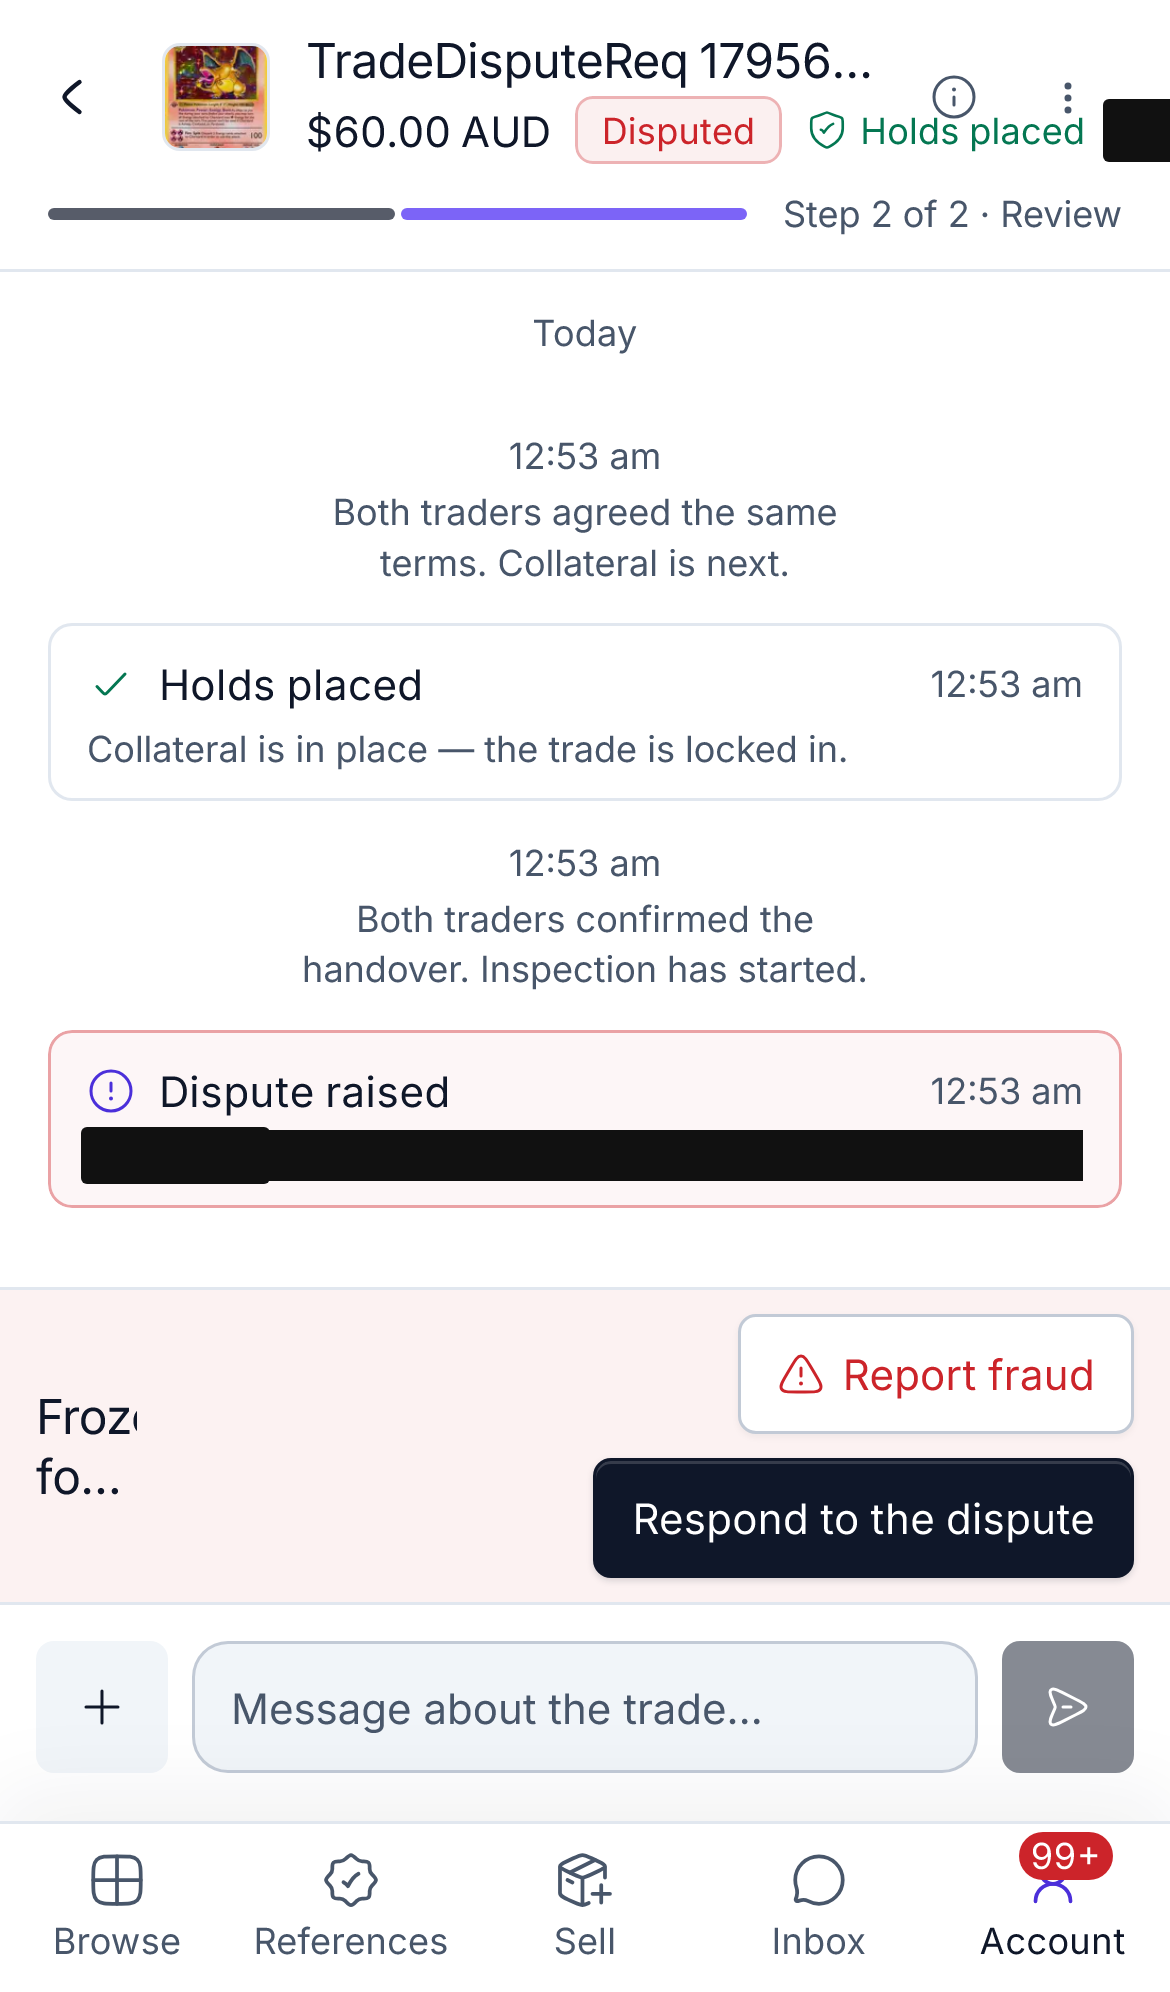 TradeDisputeReq 17956...
$60.00 AUD Disputed Holds placed
Step 2 of 2 · Review
Today
12:53 am
Both traders agreed the same
terms. Collateral is next.
Holds placed 12:53 am
Collateral is in place — the trade is locked in.
12:53 am
Both traders confirmed the
handover. Inspection has started.
Dispute raised 12:53 am
Report fraud
fo...
Respond to the dispute
Message about the trade...
99+
Browse References Sell Inbox Account